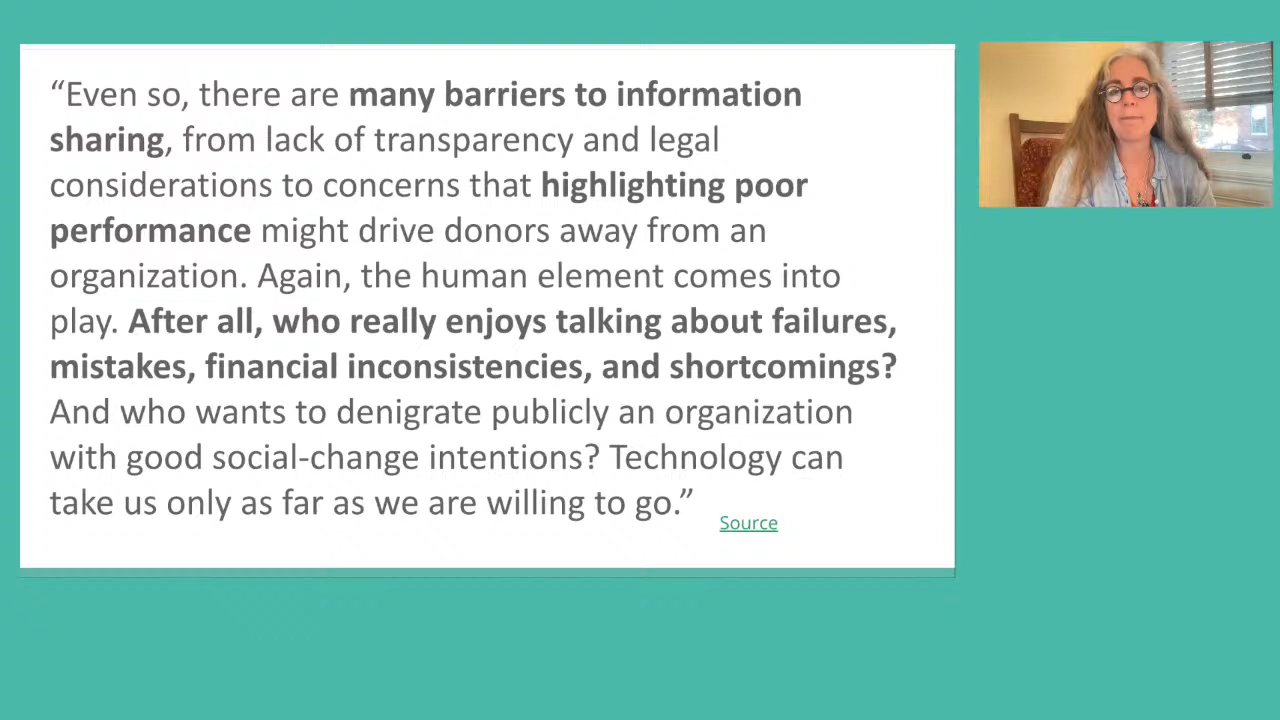 “Even so, there are many barriers to information
sharing, from lack of transparency and legal
considerations to concerns that highlighting poor
performance might drive donors away from an
organization. Again, the human element comes into
play. After all, who really enjoys talking about failures,
mistakes, financial inconsistencies, and shortcomings?
And who wants to denigrate publicly an organization
with good social-change intentions? Technology can
take us only as far as we are willing to go.”
Source